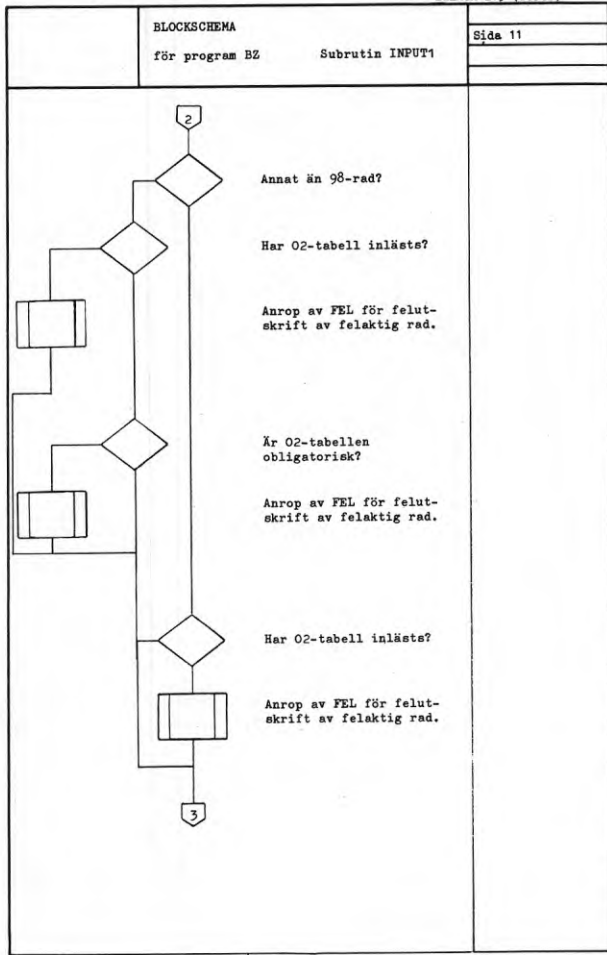 BLOCKSCHEMA
Sida 11
för program BZ Subrutin INPUT1
2
Annat än 98-rad?
Har 02-tabell inlästs?
Anrop av FEL för felut-
skrift av felaktig rad.
Är 02-tabellen
obligatorisk?
Anrop av FEL för felut-
skrift av felaktig rad.
Har 02-tabell inlästs?
Anrop av FEL för felut-
skrift av felaktig rad.
3